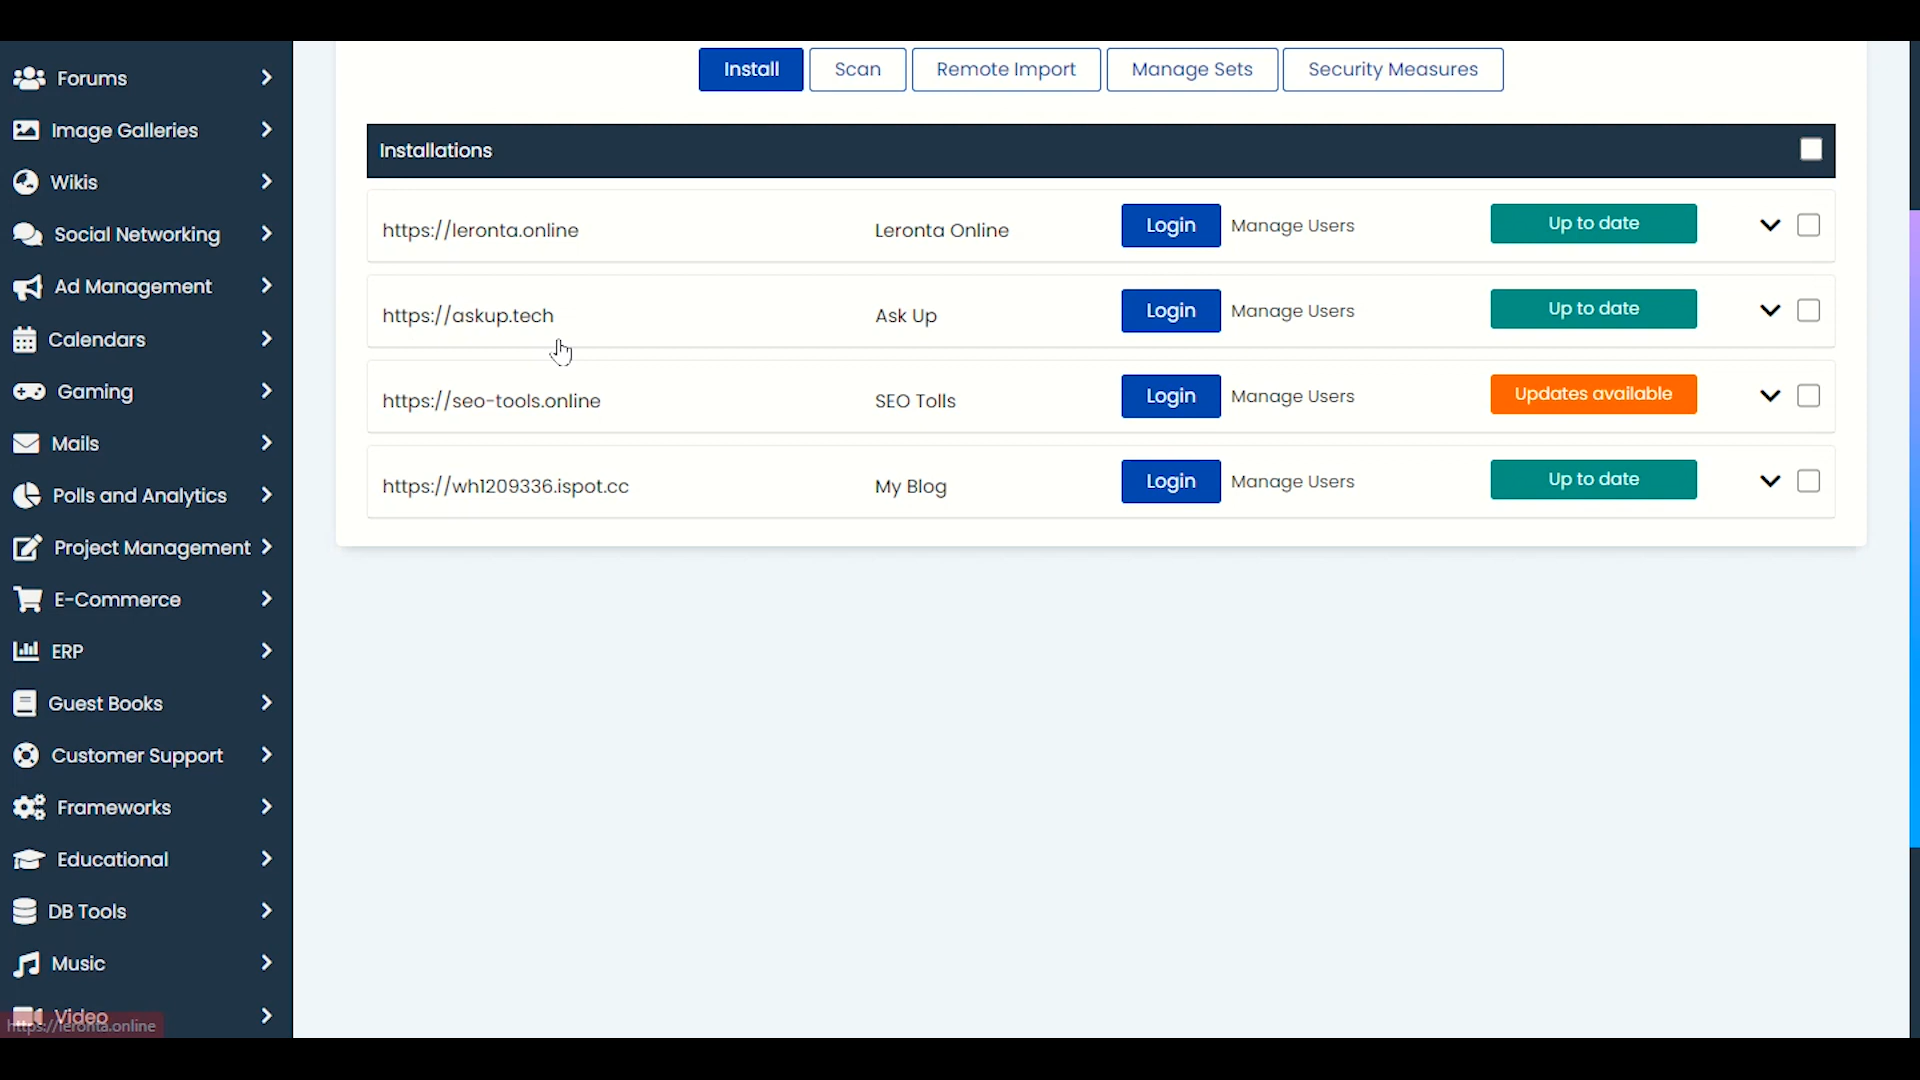 Forums
Image Galleries
Wikis
Social Networking
Ad Management
Calendars
Gaming
Mails
Polls and Analytics
Project Management
E-Commerce
ERP
Guest Books
Customer Support
Frameworks
Educational
DB Tools
Music
Video
https://leronta.online
Install Scan Remote Import Manage Sets Security Measures
Installations
https://leronta.online Leronta Online Login Manage Users Up to date
https://askup.tech Ask Up Login Manage Users Up to date
https://seo-tools.online SEO Tolls Login Manage Users Updates available
https://wh1209336.ispot.cc My Blog Login Manage Users Up to date